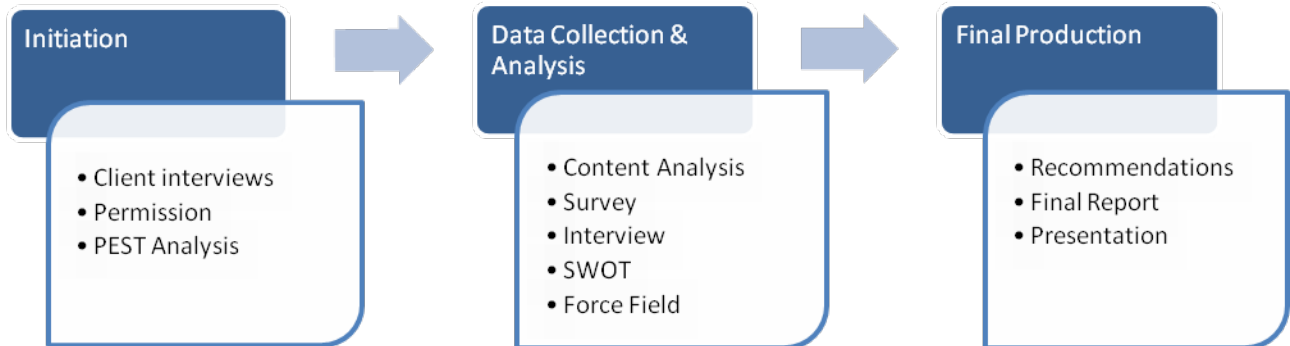 Initiation
• Client interviews
• Permission
• PEST Analysis
Data Collection &
Analysis
• Content Analysis
• Survey
• Interview
• SWOT
• Force Field
Final Production
• Recommendations
• Final Report
• Presentation